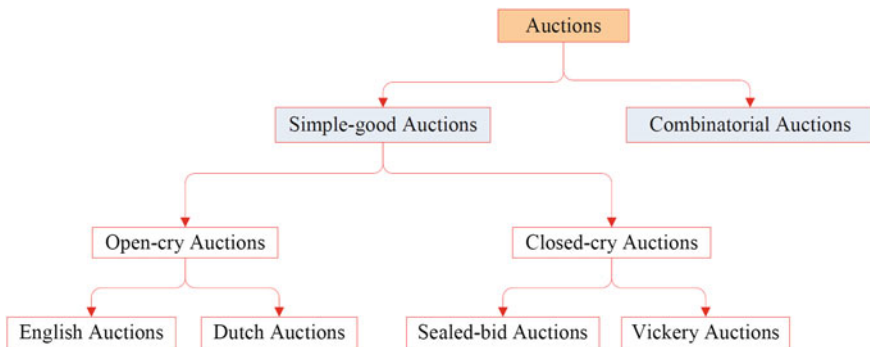 Auctions
Simple-good Auctions
Combinatorial Auctions
Open-cry Auctions
Closed-cry Auctions
English Auctions
Dutch Auctions
Sealed-bid Auctions
Vickery Auctions